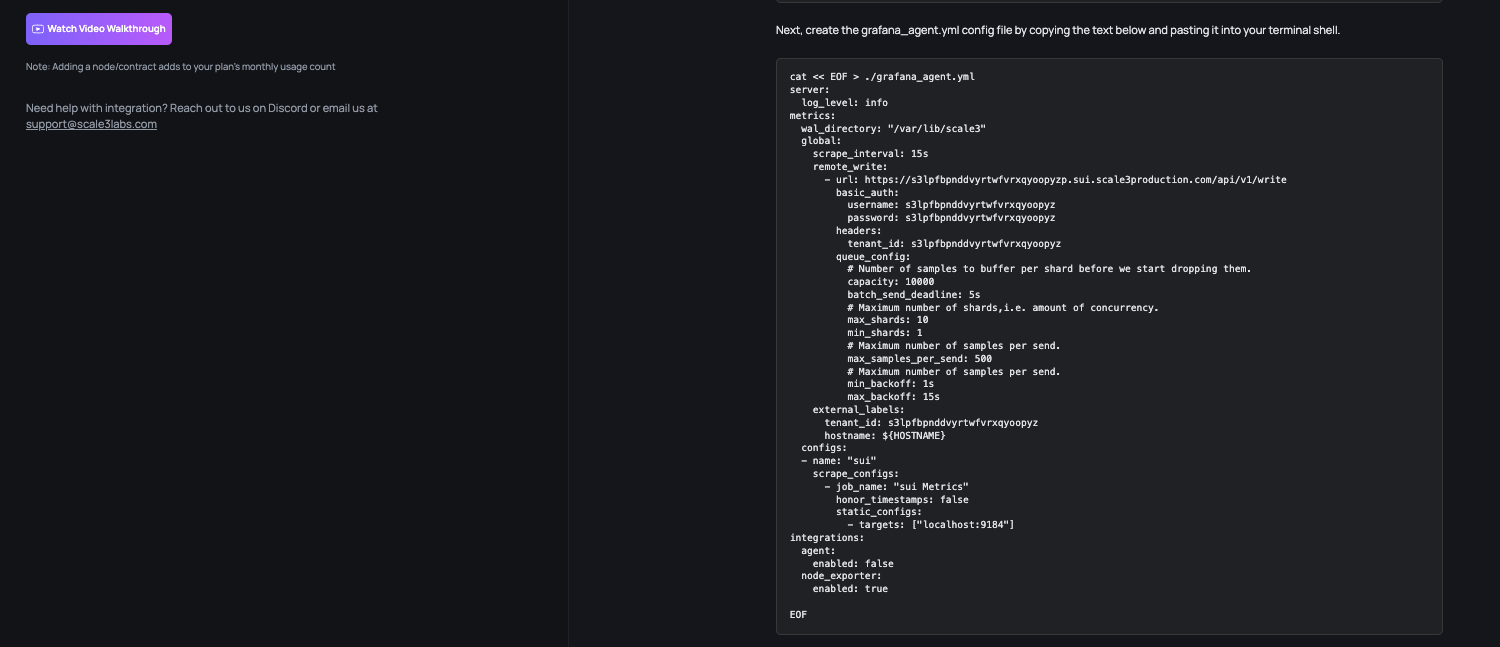 Watch Video Walkthrough
Note: Adding a node/contract adds to your plan's monthly usage count
Need help with integration? Reach out to us on Discord or email us at
support@scale3labs.com
Next, create the grafana_agent.yml config file by copying the text below and pasting it into your terminal shell.
cat << EOF > ./grafana_agent.yml
server:
  log_level: info
metrics:
  wal_directory: "/var/lib/scale3"
  global:
    scrape_interval: 15s
    remote_write:
      - url: https://s3lpfbpnddvyrtwfvrxqyoopyzp.sui.scale3production.com/api/v1/write
        basic_auth:
          username: s3lpfbpnddvyrtwfvrxqyoopyz
          password: s3lpfbpnddvyrtwfvrxqyoopyz
        headers:
          tenant_id: s3lpfbpnddvyrtwfvrxqyoopyz
        queue_config:
          # Number of samples to buffer per shard before we start dropping them.
          capacity: 10000
          batch_send_deadline: 5s
          # Maximum number of shards,i.e. amount of concurrency.
          max_shards: 10
          min_shards: 1
          # Maximum number of samples per send.
          max_samples_per_send: 500
          # Maximum number of samples per send.
          min_backoff: 1s
          max_backoff: 15s
    external_labels:
      tenant_id: s3lpfbpnddvyrtwfvrxqyoopyz
      hostname: ${HOSTNAME}
  configs:
  - name: "sui"
    scrape_configs:
      - job_name: "sui Metrics"
        honor_timestamps: false
        static_configs:
          - targets: ["localhost:9184"]
integrations:
  agent:
    enabled: false
  node_exporter:
    enabled: true
EOF